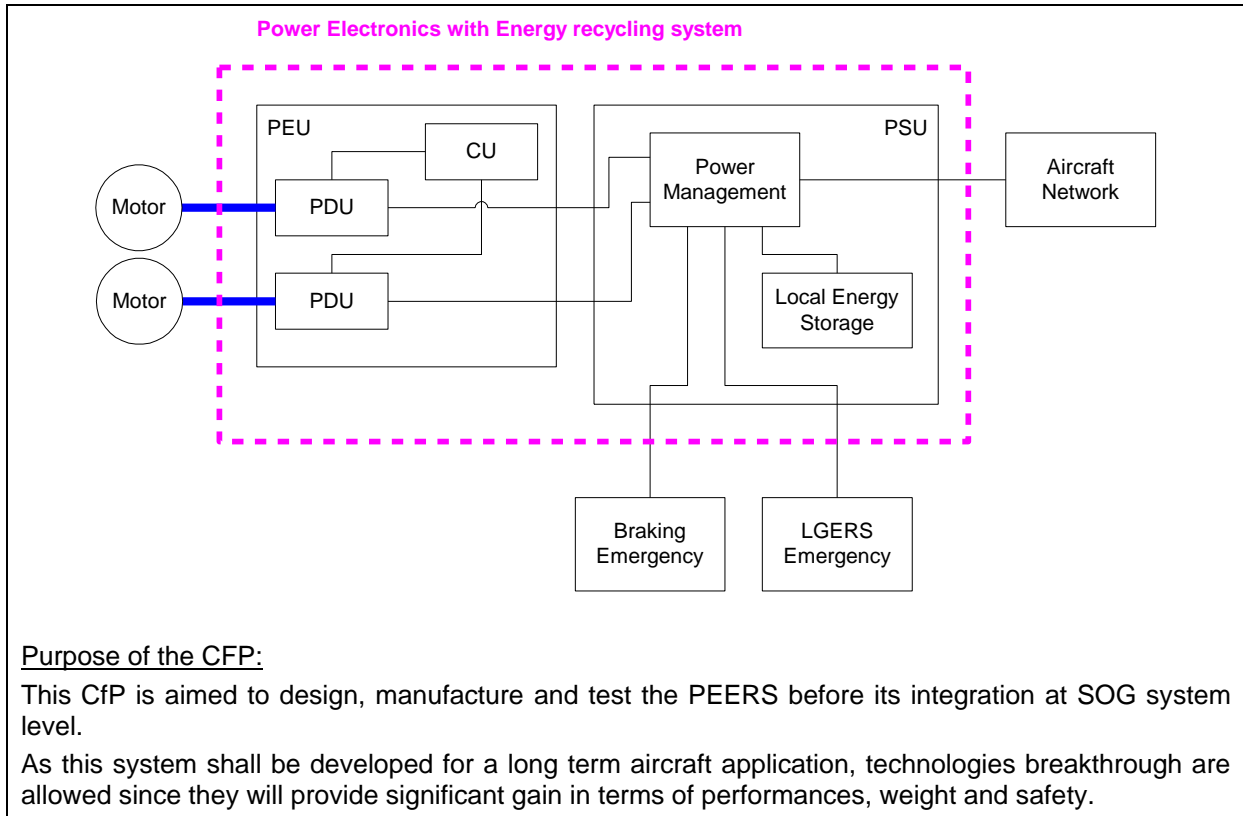 Power Electronics with Energy recycling system
PEU
PSU
CU
Power
Management
Aircraft
Network
Motor
PDU
Motor
PDU
Local Energy
Storage
Braking
Emergency
LGERS
Emergency
Purpose of the CFP:
This CfP is aimed to design, manufacture and test the PEERS before its integration at SOG system
level.
As this system shall be developed for a long term aircraft application, technologies breakthrough are
allowed since they will provide significant gain in terms of performances, weight and safety.